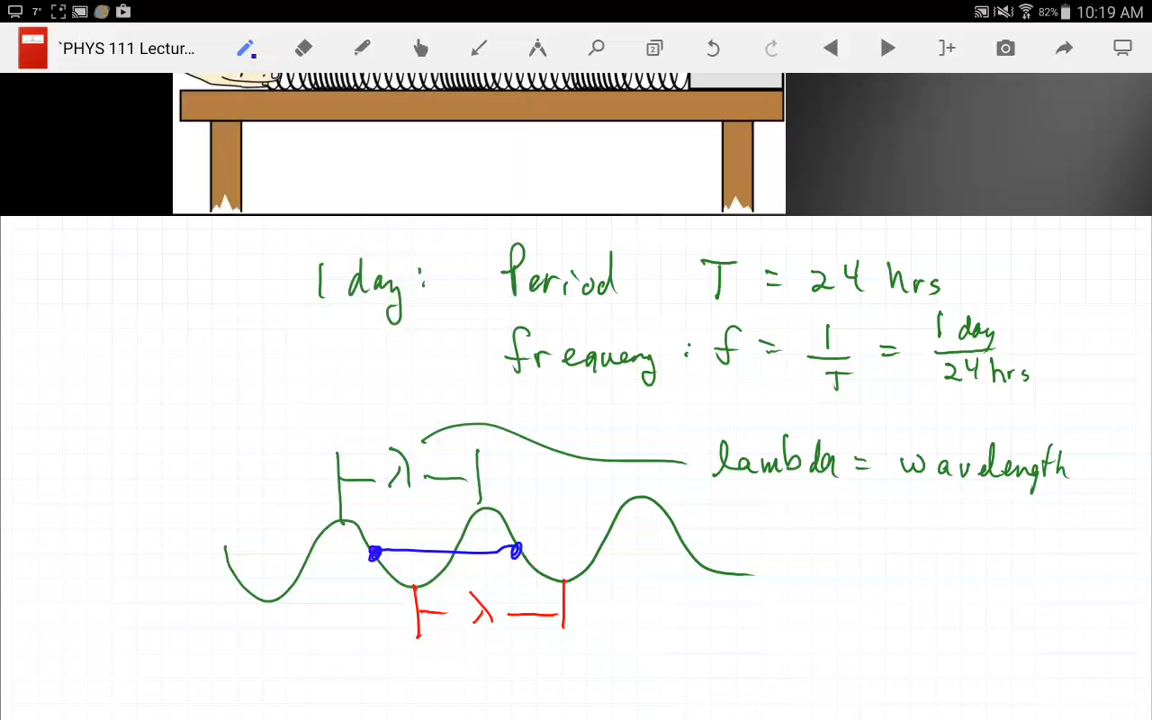 7° 82% 10:19 AM
`PHYS 111 Lectur...
1 day: Period T = 24 hrs
frequency: f = 1/T = 1 day/24 hrs
λ lambda = wavelength
λ